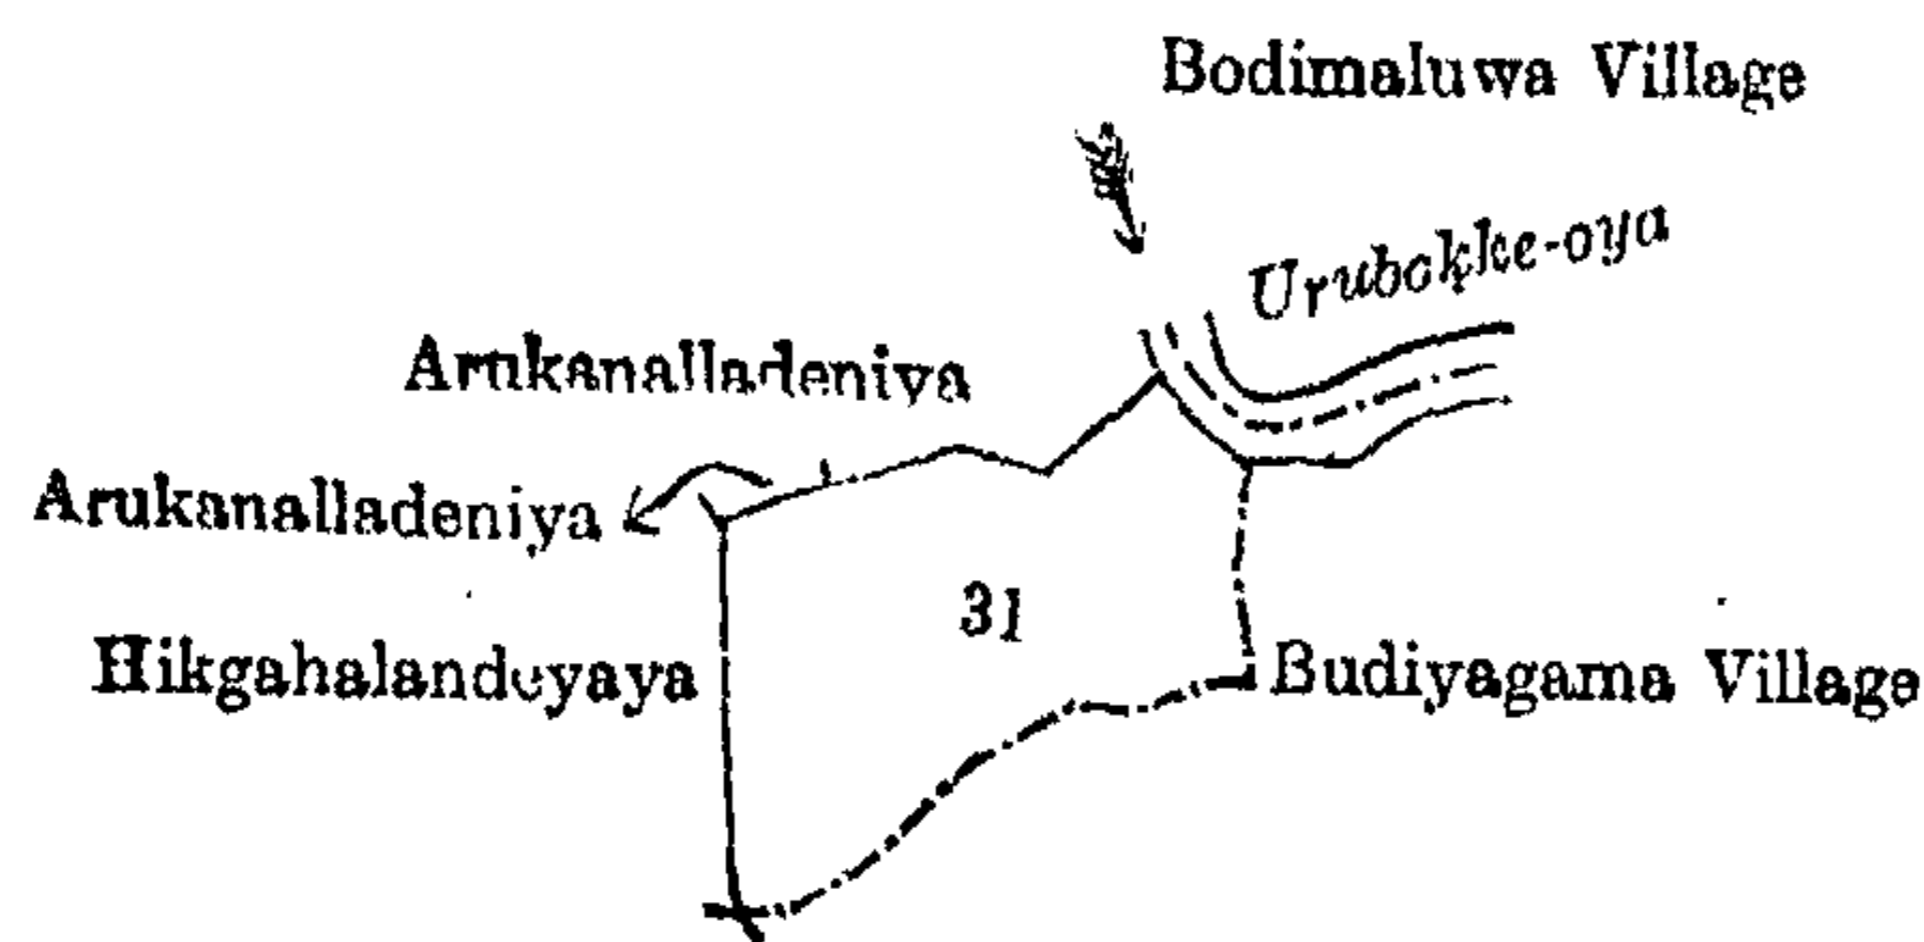 Bodimaluwa Village
Urubokke-oya
Arukanalladeniya
Arukanalladeniya
31
Hikgahalandeyaya
Budiyagama Village